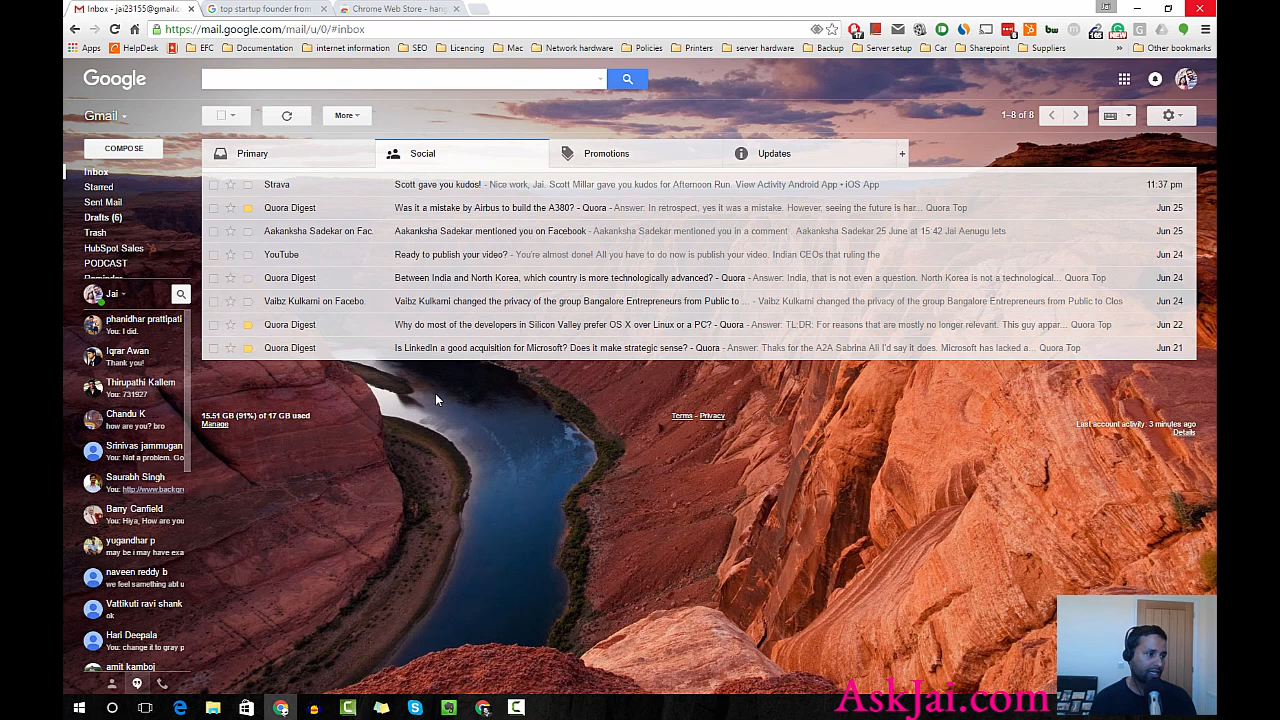 Inbox - jai23155@gmail.c
top startup founder from
Chrome Web Store - han
Jai
https://mail.google.com/mail/u/0/#inbox
Apps
HelpDesk
EFC
Documentation
internet information
SEO
Licencing
Mac
Network hardware
Policies
Printers
server hardware
Backup
Server setup
Car
Sharepoint
Suppliers
»
Other bookmarks
Google
Gmail
More
1–8 of 8
COMPOSE
Primary
Social
Promotions
Updates
+
Inbox
Starred
Sent Mail
Drafts (6)
Trash
HubSpot Sales
PODCAST
Reminder
Strava Scott gave you kudos! - Nice work, Jai. Scott Millar gave you kudos for Afternoon Run. View Activity Android App • iOS App 11:37 pm
Quora Digest Was it a mistake by Airbus to build the A380? - Quora - Answer: In retrospect, yes it was a mistake. However, seeing the future is har... Quora Top Jun 25
Aakanksha Sadekar on Fac. Aakanksha Sadekar mentioned you on Facebook - Aakanksha Sadekar mentioned you in a comment Aakanksha Sadekar 25 June at 15:42 Jai Aenugu lets Jun 25
YouTube Ready to publish your video? - You're almost done! All you have to do now is publish your video. Indian CEOs that ruling the Jun 24
Quora Digest Between India and North Korea, which country is more technologically advanced? - Quora - Answer: India, that is not even a question. North Korea is not a technological... Quora Top Jun 24
Vaibz Kulkarni on Facebo. Vaibz Kulkarni changed the privacy of the group Bangalore Entrepreneurs from Public to ... - Vaibz Kulkarni changed the privacy of the group Bangalore Entrepreneurs from Public to Clos Jun 24
Quora Digest Why do most of the developers in Silicon Valley prefer OS X over Linux or a PC? - Quora - Answer: TL;DR: For reasons that are mostly no longer relevant. This guy appar... Quora Top Jun 22
Quora Digest Is LinkedIn a good acquisition for Microsoft? Does it make strategic sense? - Quora - Answer: Thaks for the A2A Sabrina Ali I'd say it does. Microsoft has lacked a... Quora Top Jun 21
Jai
phanidhar prattipati
You: I did.
Iqrar Awan
Thank you!
Thirupathi Kallem
You: 731927
Chandu K
how are you? bro
Srinivas jammugan
You: Not a problem. Go
Saurabh Singh
You: http://www.backgr
Barry Canfield
You: Hiya, How are you
yugandhar p
may be i may have exa
naveen reddy b
we feel something abt u
Vattikuti ravi shank
ok
Hari Deepala
You: change it to gray p
amit kamboj
15.51 GB (91%) of 17 GB used
Manage
Terms - Privacy
Last account activity: 3 minutes ago
Details
AskJai.com